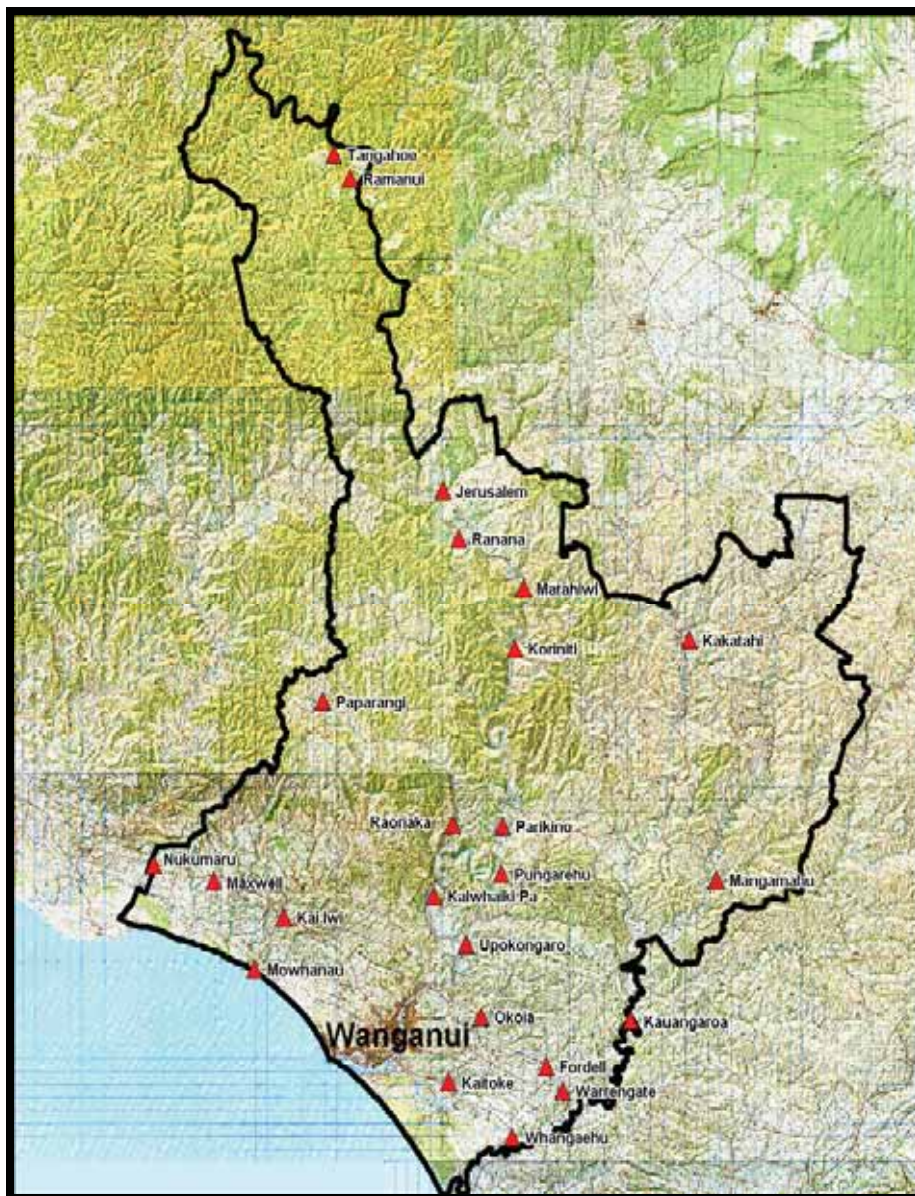 Tangahoe
Ramanui
Jerusalem
Ranana
Matahiwi
Koriniti
Kakatahi
Paparangi
Raoriaka
Parikino
Nukumaru
Maxwell
Pungarehu
Mangamahu
Kaiwhaiki Pa
Kai Iwi
Upokongaro
Mowhanau
Okoia
Kauangaroa
Wanganui
Fordell
Kaitoke
Warrengate
Whangaehu